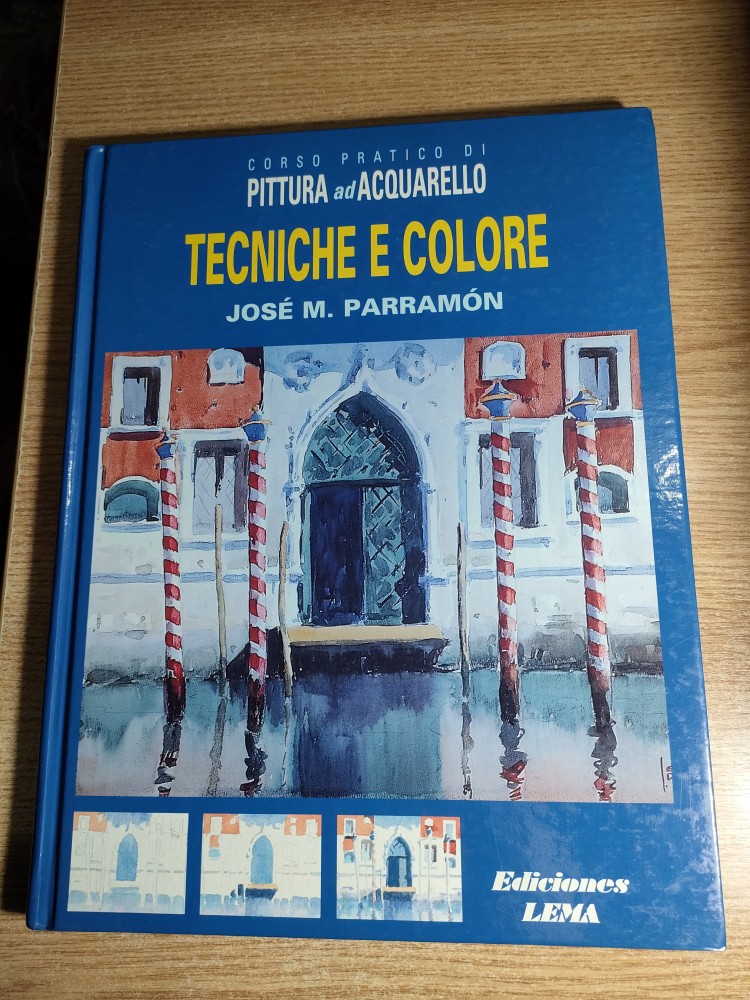 CORSO PRATICO DI
PITTURA ad ACQUARELLO
TECNICHE E COLORE
JOSÉ M. PARRAMÓN
Ediciones
LEMA